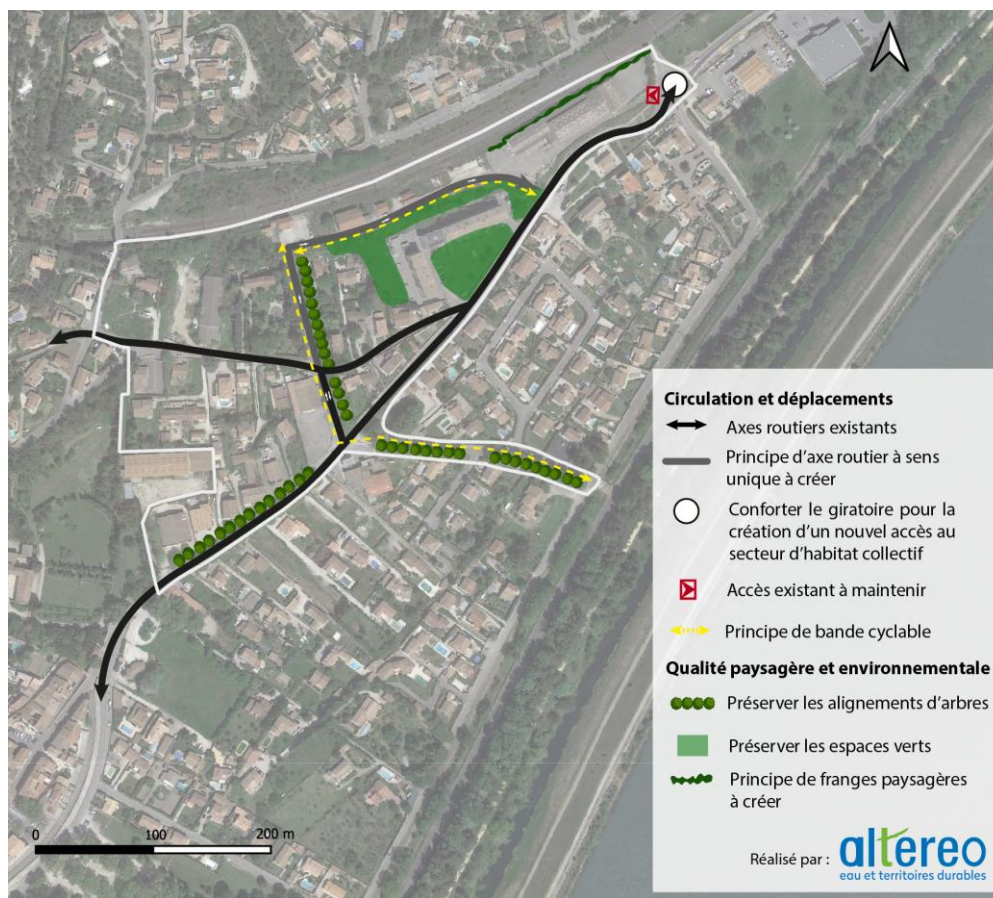 Circulation et déplacements
Axes routiers existants
Principe d'axe routier à sens
unique à créer
Conforter le giratoire pour la
création d'un nouvel accès au
secteur d'habitat collectif
Accès existant à maintenir
Principe de bande cyclable
Qualité paysagère et environnementale
Préserver les alignements d'arbres
Préserver les espaces verts
Principe de franges paysagères
à créer
0 100 200 m
Réalisé par : altereo
eau et territoires durables